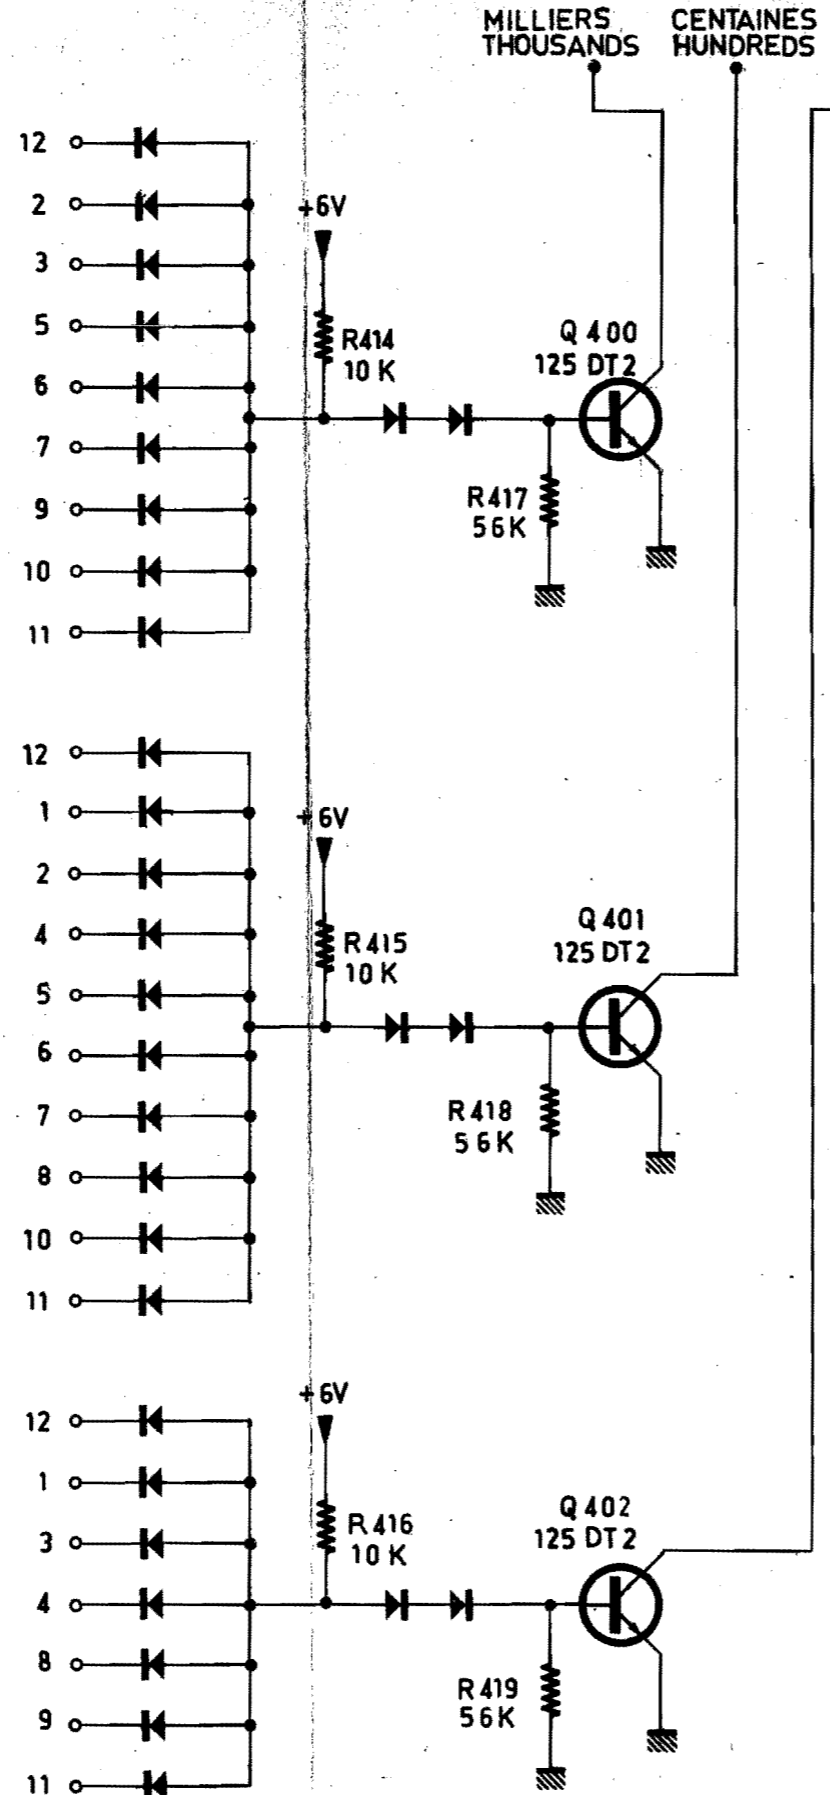 MILLIERS
THOUSANDS
CENTAINES
HUNDREDS
12
2
3
5
6
7
9
10
11
+6V
R414
10 K
Q 400
125 DT2
R417
56K
12
1
2
4
5
6
7
8
10
11
+6V
R415
10 K
Q 401
125 DT2
R418
56K
12
1
3
4
8
9
11
+6V
R416
10 K
Q 402
125 DT2
R419
56K